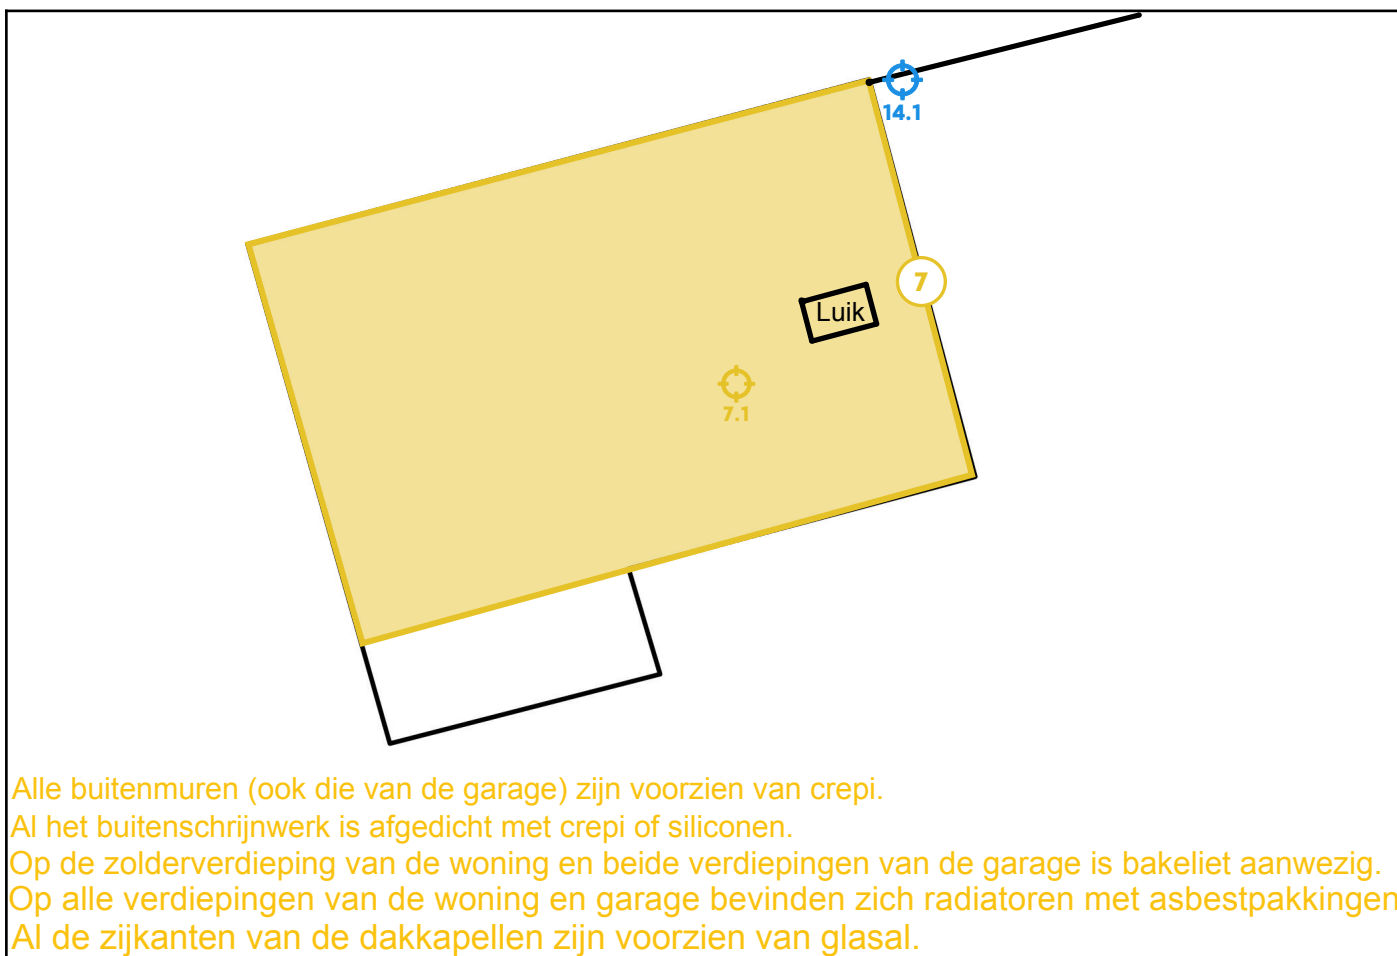 14.1
7
Luik
7.1
Alle buitenmuren (ook die van de garage) zijn voorzien van crepi.
Al het buitenschrijnwerk is afgedicht met crepi of siliconen.
Op de zolderverdieping van de woning en beide verdiepingen van de garage is bakeliet aanwezig.
Op alle verdiepingen van de woning en garage bevinden zich radiatoren met asbestpakkingen
Al de zijkanten van de dakkapellen zijn voorzien van glasal.